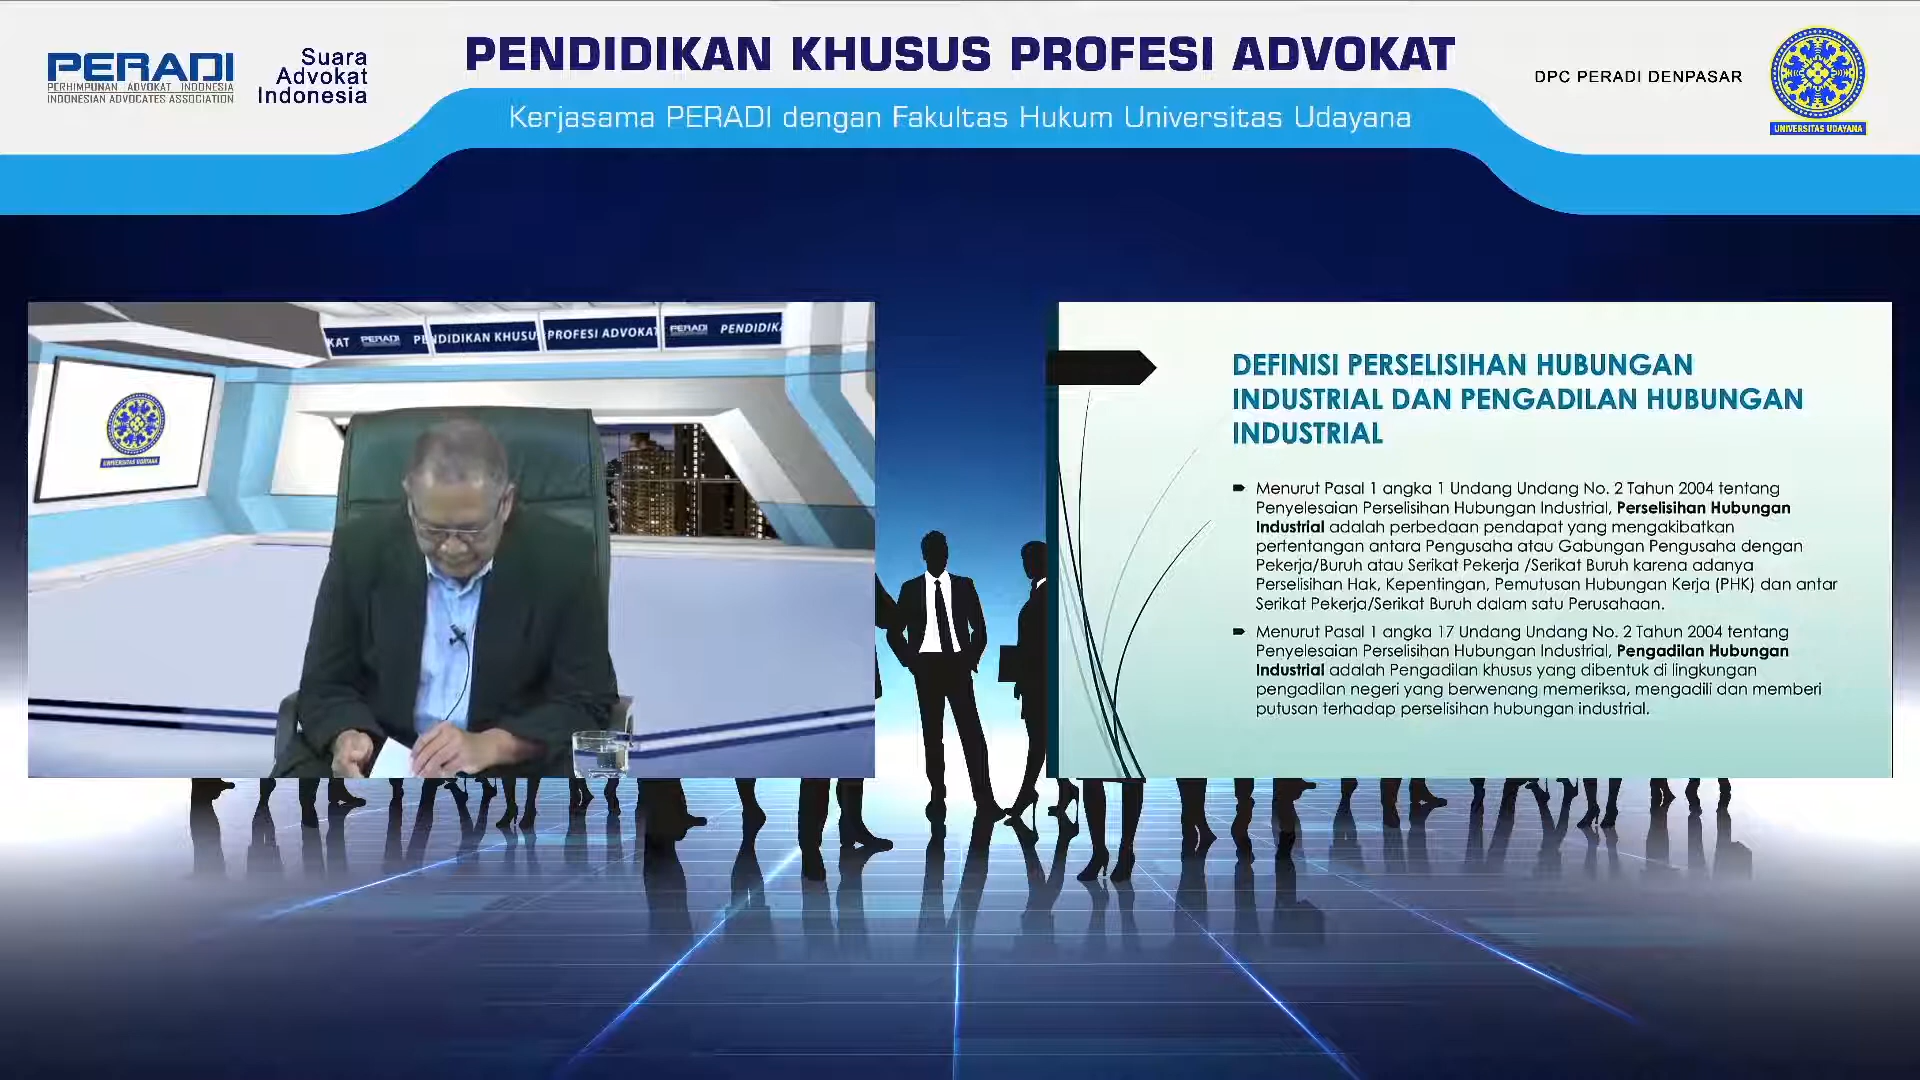 PERADI
PERHIMPUNAN ADVOKAT INDONESIA
INDONESIAN ADVOCATES ASSOCIATION
Suara
Advokat
Indonesia
PENDIDIKAN KHUSUS PROFESI ADVOKAT
Kerjasama PERADI dengan Fakultas Hukum Universitas Udayana
DPC PERADI DENPASAR
UNIVERSITAS UDAYANA
KAT PERADI PENDIDIKAN KHUSU PROFESI ADVOKAT PERADI PENDIDIK
UNIVERSITAS UDAYANA
DEFINISI PERSELISIHAN HUBUNGAN
INDUSTRIAL DAN PENGADILAN HUBUNGAN
INDUSTRIAL
Menurut Pasal 1 angka 1 Undang Undang No. 2 Tahun 2004 tentang
Penyelesaian Perselisihan Hubungan Industrial, Perselisihan Hubungan
Industrial adalah perbedaan pendapat yang mengakibatkan
pertentangan antara Pengusaha atau Gabungan Pengusaha dengan
Pekerja/Buruh atau Serikat Pekerja /Serikat Buruh karena adanya
Perselisihan Hak, Kepentingan, Pemutusan Hubungan Kerja (PHK) dan antar
Serikat Pekerja/Serikat Buruh dalam satu Perusahaan.
Menurut Pasal 1 angka 17 Undang Undang No. 2 Tahun 2004 tentang
Penyelesaian Perselisihan Hubungan Industrial, Pengadilan Hubungan
Industrial adalah Pengadilan khusus yang dibentuk di lingkungan
pengadilan negeri yang berwenang memeriksa, mengadili dan memberi
putusan terhadap perselisihan hubungan industrial.